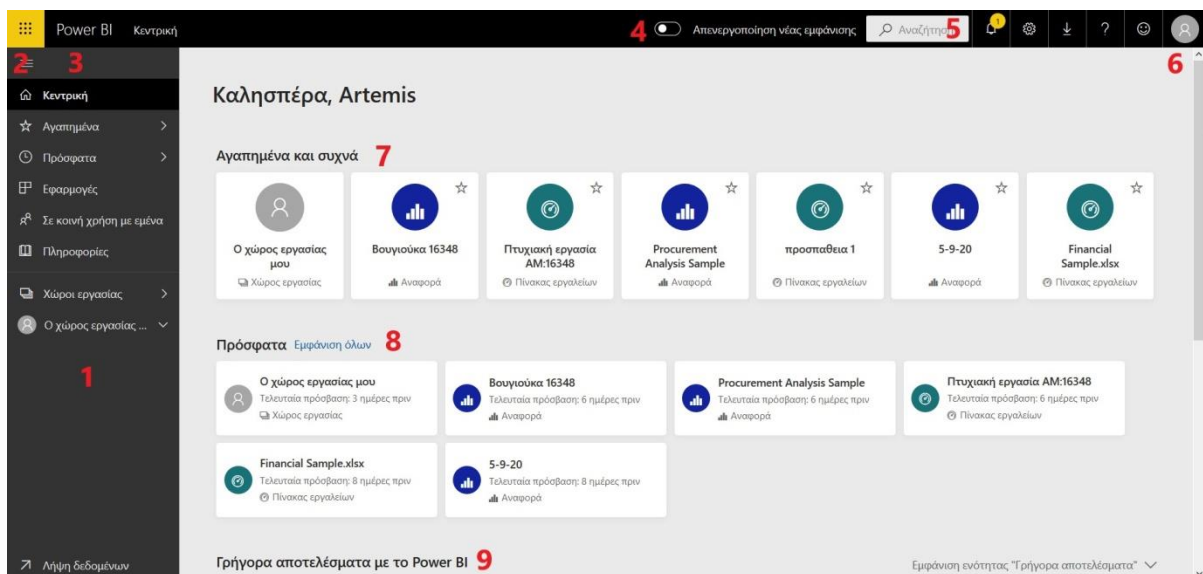 Power BI Κεντρική
4 Απενεργοποίηση νέας εμφάνισης Αναζήτηση 5 1 ?
2 3 6
Κεντρική
Αγαπημένα
Πρόσφατα
Εφαρμογές
Σε κοινή χρήση με εμένα
Πληροφορίες
Χώροι εργασίας
Ο χώρος εργασίας ...
1
Λήψη δεδομένων
Καλησπέρα, Artemis
Αγαπημένα και συχνά 7
Ο χώρος εργασίας
μου
Χώρος εργασίας
Βουγιούκα 16348
Αναφορά
Πτυχιακή εργασία
ΑΜ:16348
Πίνακας εργαλείων
Procurement
Analysis Sample
Αναφορά
προσπαθεια 1
Πίνακας εργαλείων
5-9-20
Αναφορά
Financial
Sample.xlsx
Πίνακας εργαλείων
Πρόσφατα Εμφάνιση όλων 8
Ο χώρος εργασίας μου
Τελευταία πρόσβαση: 3 ημέρες πριν
Χώρος εργασίας
Βουγιούκα 16348
Τελευταία πρόσβαση: 6 ημέρες πριν
Αναφορά
Procurement Analysis Sample
Τελευταία πρόσβαση: 6 ημέρες πριν
Αναφορά
Πτυχιακή εργασία ΑΜ:16348
Τελευταία πρόσβαση: 6 ημέρες πριν
Πίνακας εργαλείων
Financial Sample.xlsx
Τελευταία πρόσβαση: 8 ημέρες πριν
Πίνακας εργαλείων
5-9-20
Τελευταία πρόσβαση: 8 ημέρες πριν
Αναφορά
Γρήγορα αποτελέσματα με το Power BI 9
Εμφάνιση ενότητας "Γρήγορα αποτελέσματα"